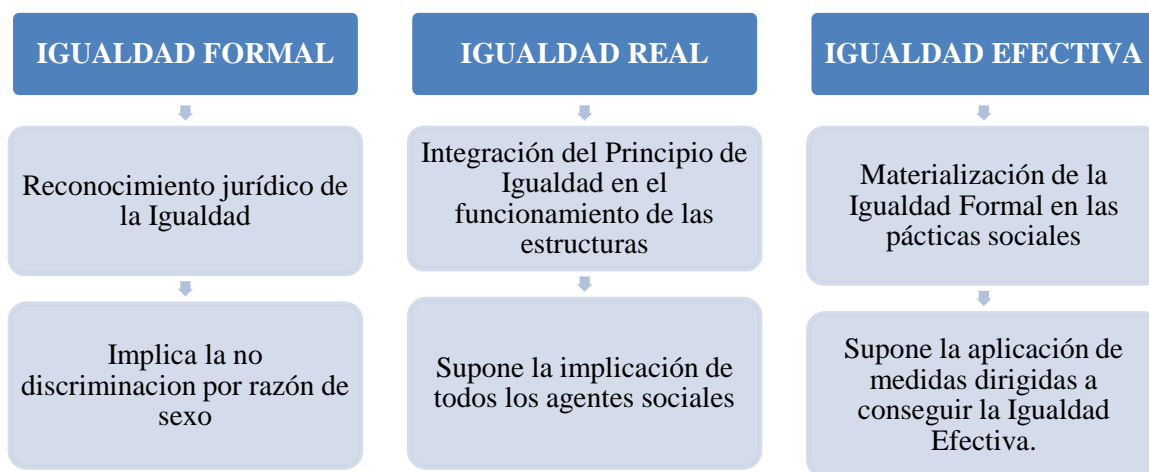 IGUALDAD FORMAL
Reconocimiento jurídico de
la Igualdad
Implica la no
discriminacion por razón de
sexo
IGUALDAD REAL
Integración del Principio de
Igualdad en el
funcionamiento de las
estructuras
Supone la implicación de
todos los agentes sociales
IGUALDAD EFECTIVA
Materialización de la
Igualdad Formal en las
pácticas sociales
Supone la aplicación de
medidas dirigidas a
conseguir la Igualdad
Efectiva.